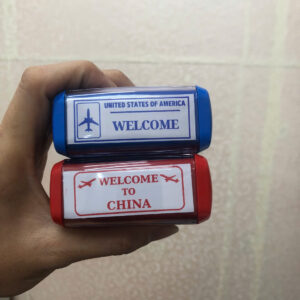 UNITED STATES OF AMERICA
WELCOME
WELCOME
TO
CHINA